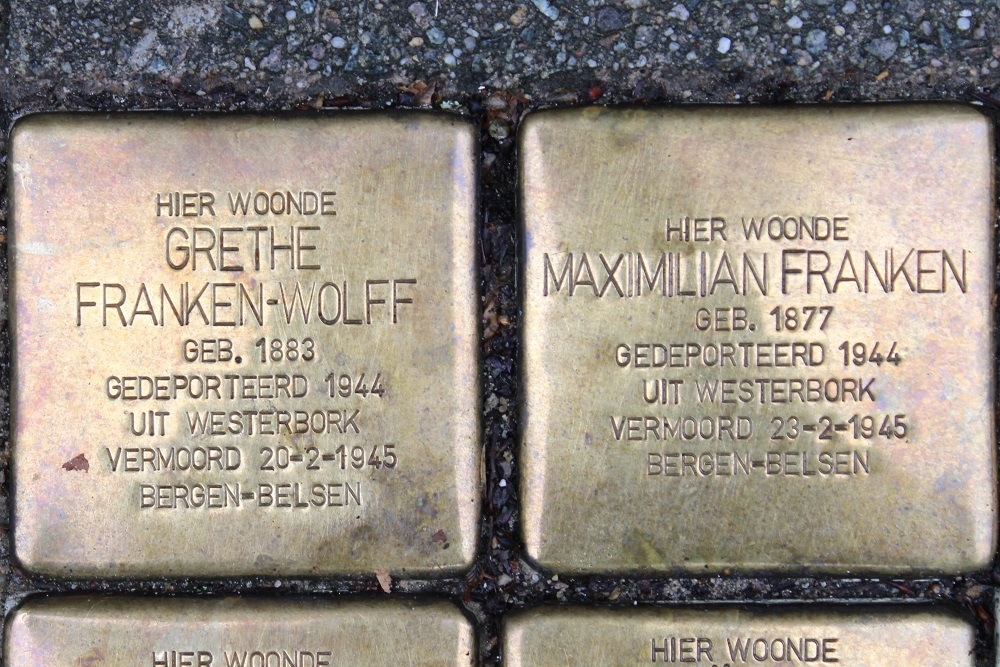 HIER WOONDE
GRETHE
FRANKEN-WOLFF
GEB. 1883
GEDEPORTEERD 1944
UIT WESTERBORK
VERMOORD 20-2-1945
BERGEN-BELSEN
HIER WOONDE
MAXIMILIAN FRANKEN
GEB. 1877
GEDEPORTEERD 1944
UIT WESTERBORK
VERMOORD 23-2-1945
BERGEN-BELSEN
HIER WOONDE
HIER WOONDE